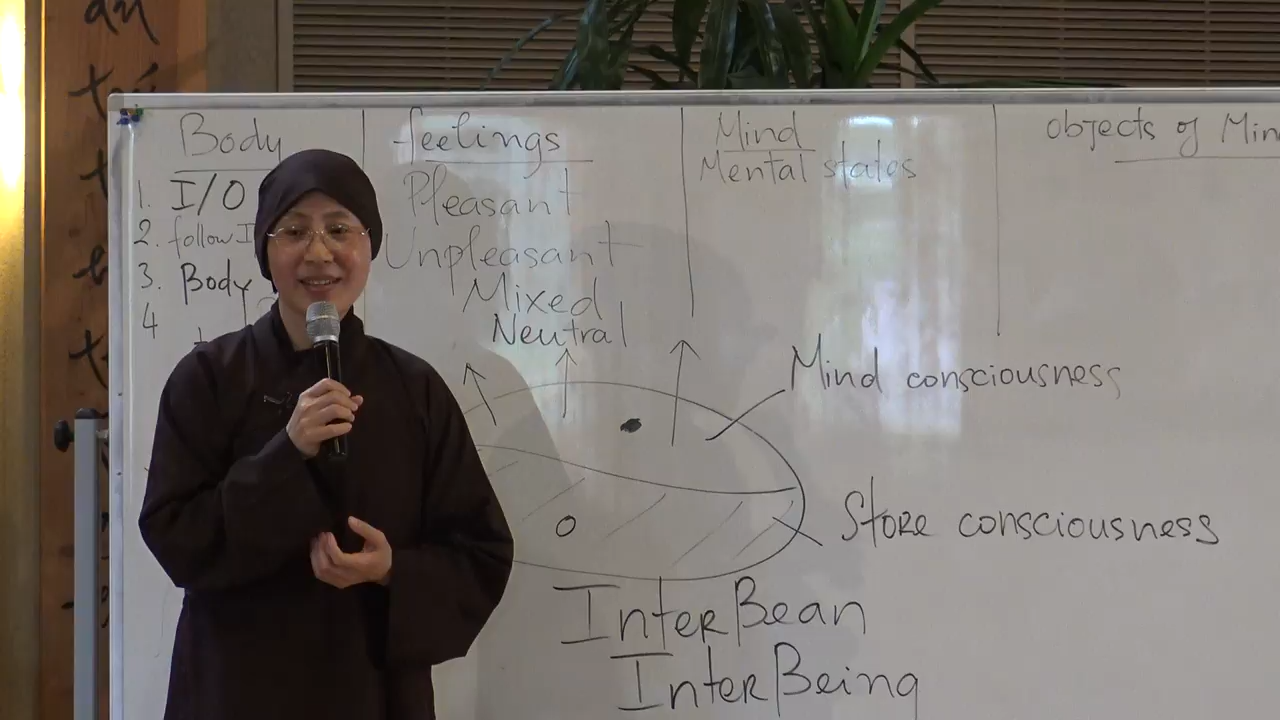 Body
1. I/O
2. follow I
3. Body
4
feelings
Pleasant
Unpleasant
Mixed
Neutral
Mind
Mental states
objects of Min
Mind consciousness
Store consciousness
InterBean
InterBeing